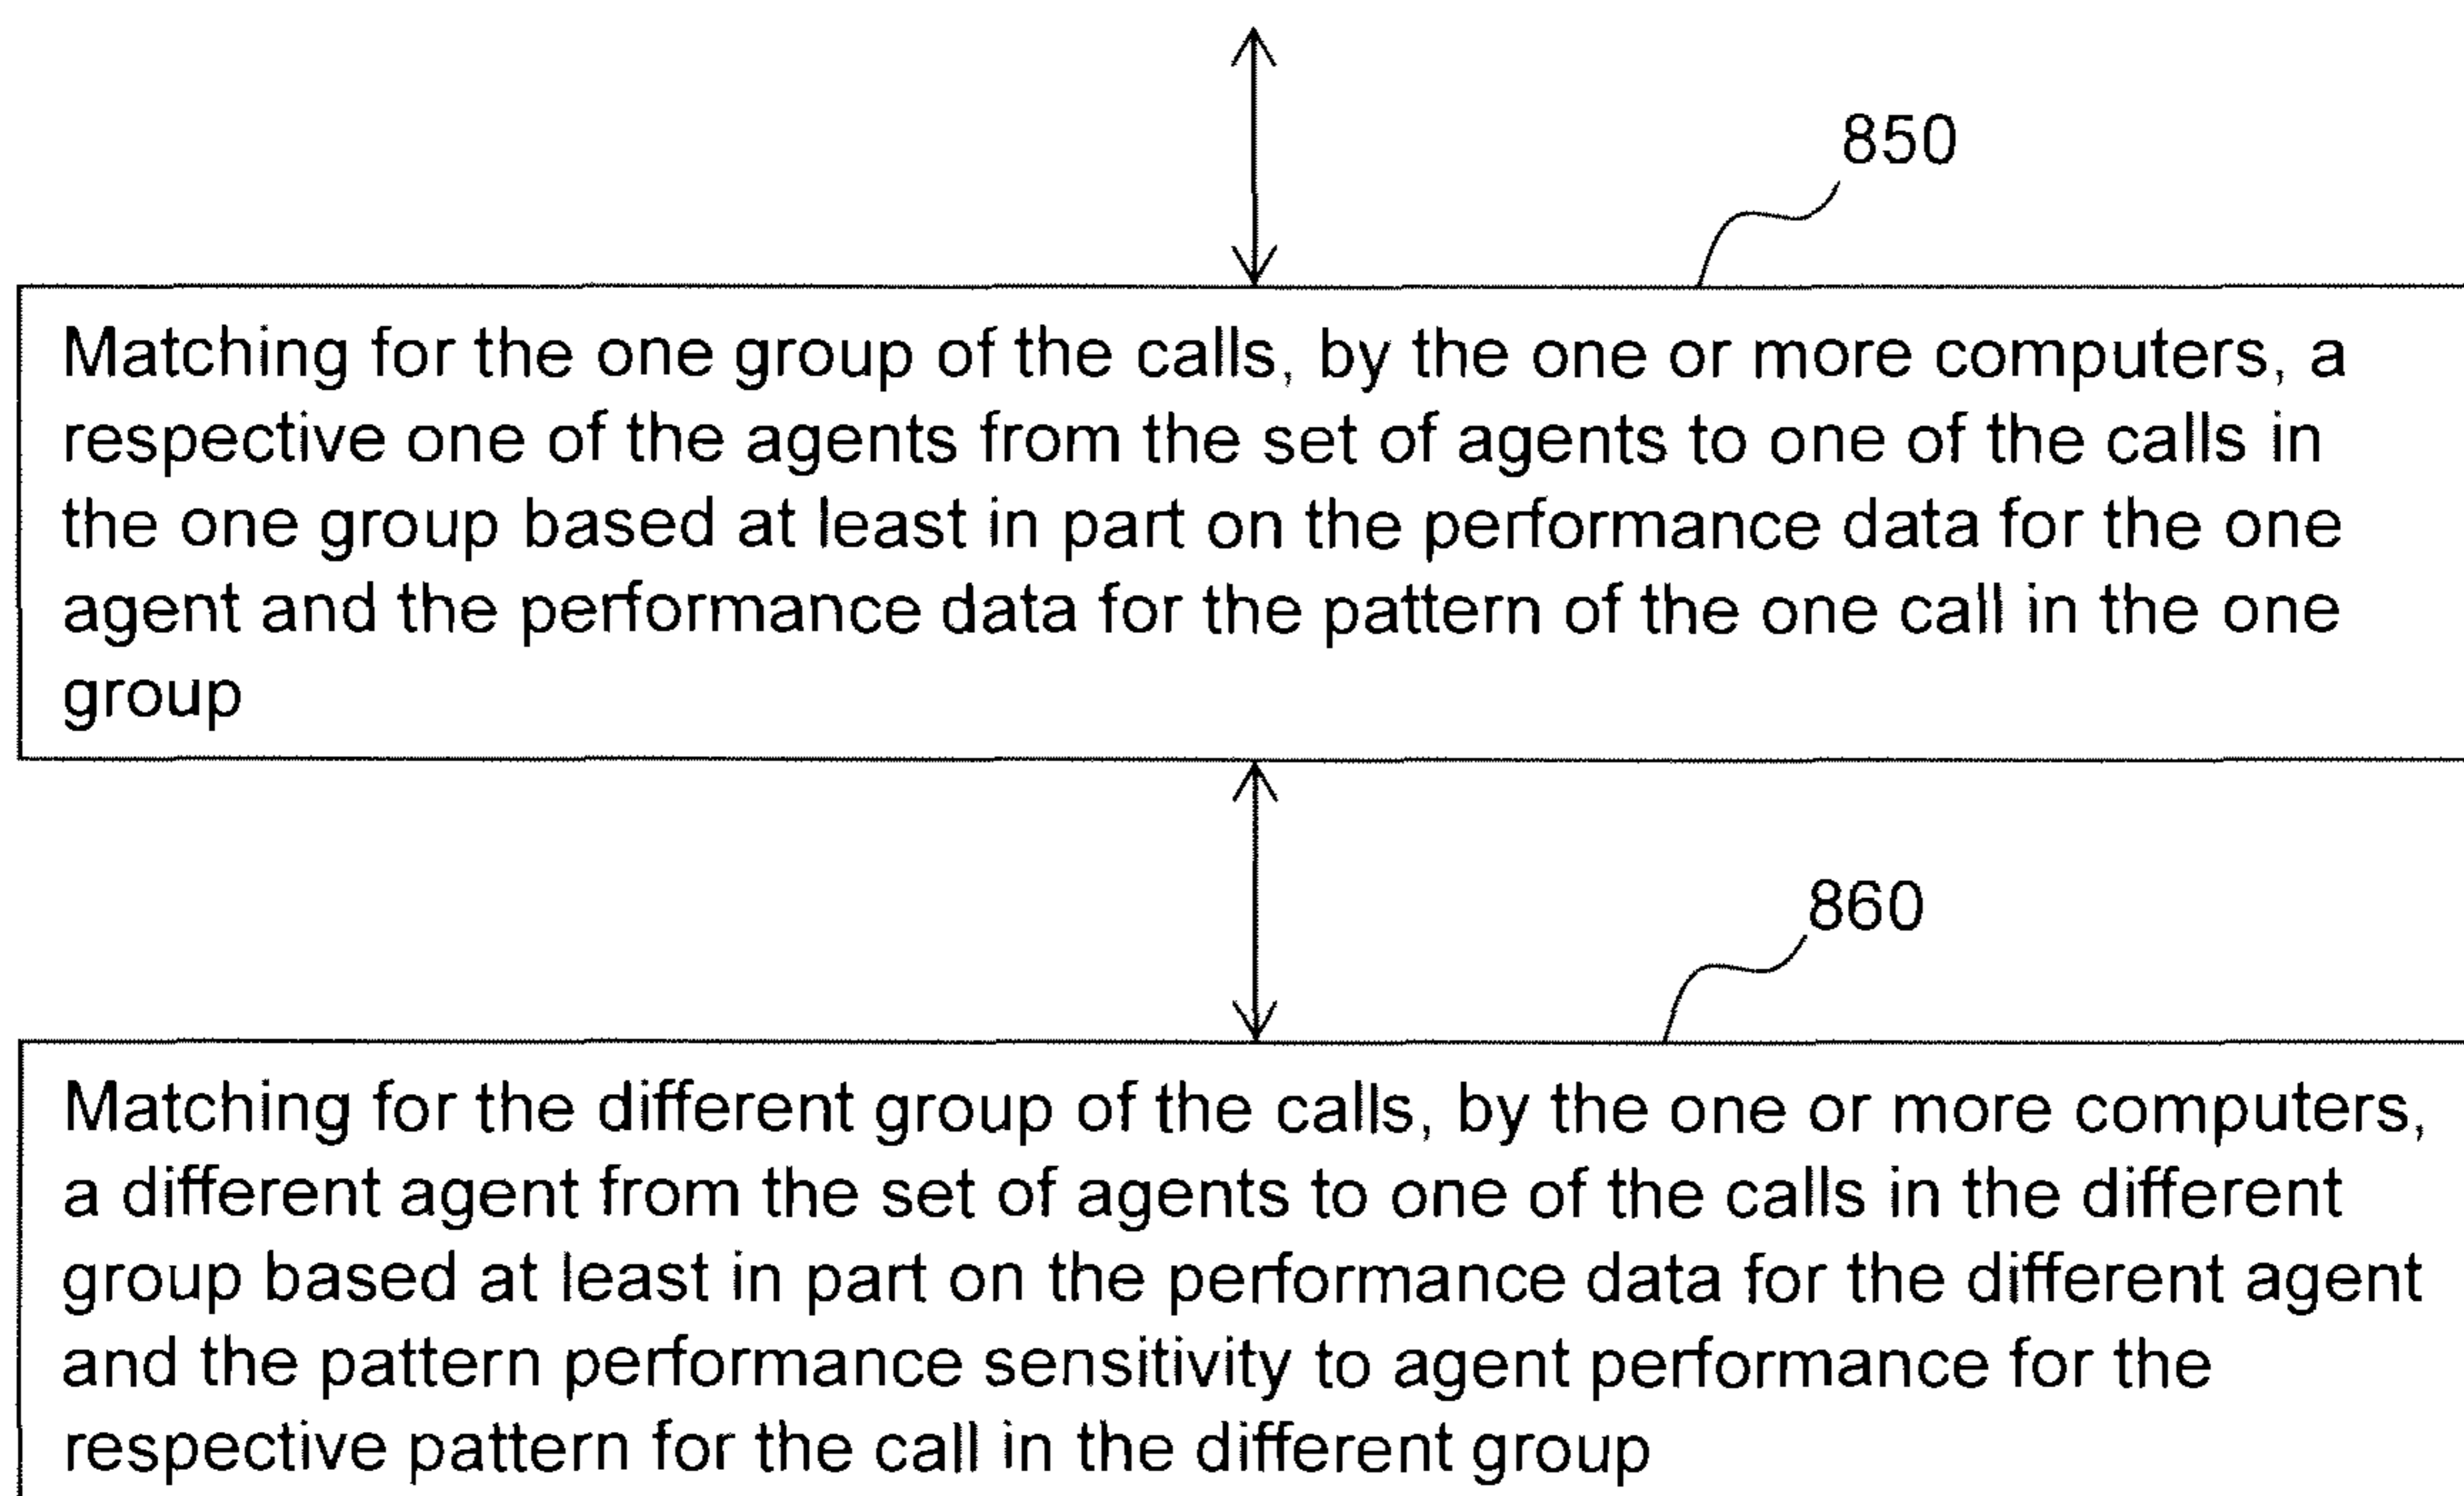 850
Matching for the one group of the calls, by the one or more computers, a
respective one of the agents from the set of agents to one of the calls in
the one group based at least in part on the performance data for the one
agent and the performance data for the pattern of the one call in the one
group
860
Matching for the different group of the calls, by the one or more computers,
a different agent from the set of agents to one of the calls in the different
group based at least in part on the performance data for the different agent
and the pattern performance sensitivity to agent performance for the
respective pattern for the call in the different group